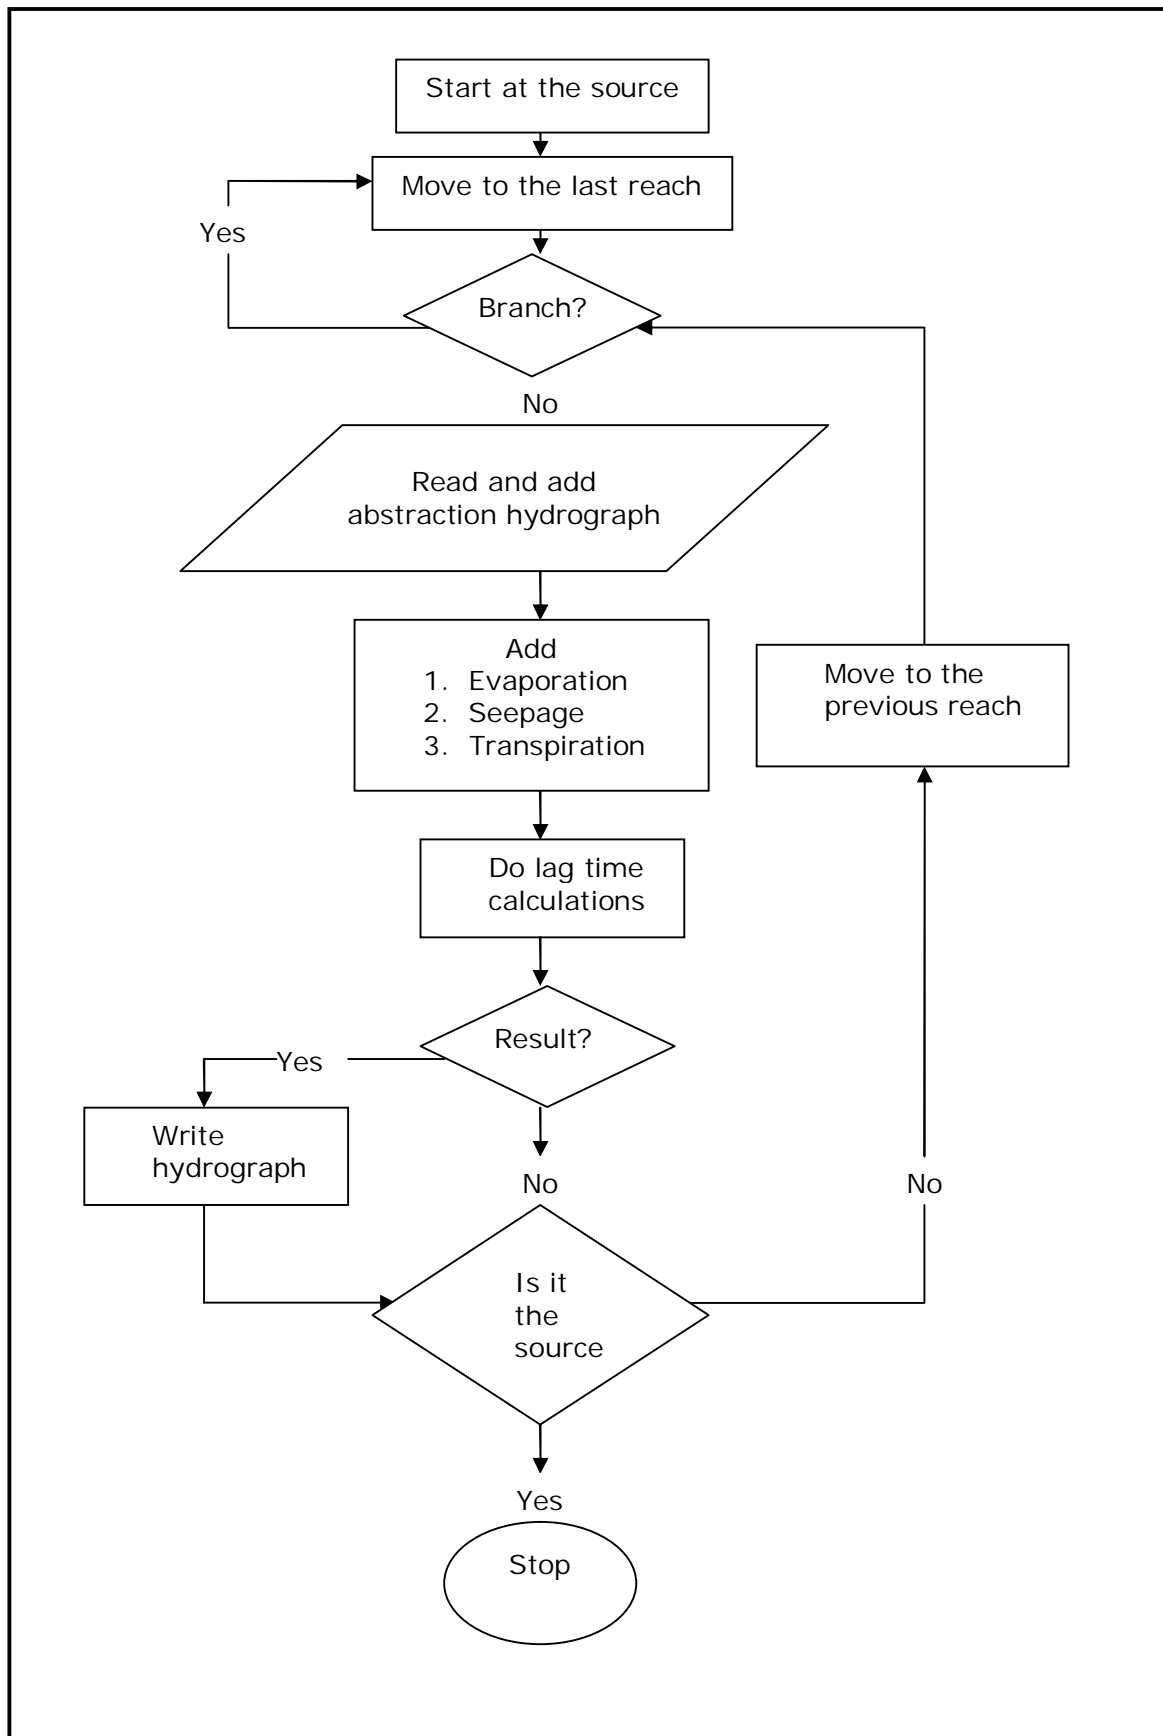 Start at the source
Move to the last reach
Yes
Branch?
No
Read and add
abstraction hydrograph
Add
1. Evaporation
2. Seepage
3. Transpiration
Move to the
previous reach
Do lag time
calculations
Result?
Yes
Write
hydrograph
No
No
Is it
the
source
Yes
Stop